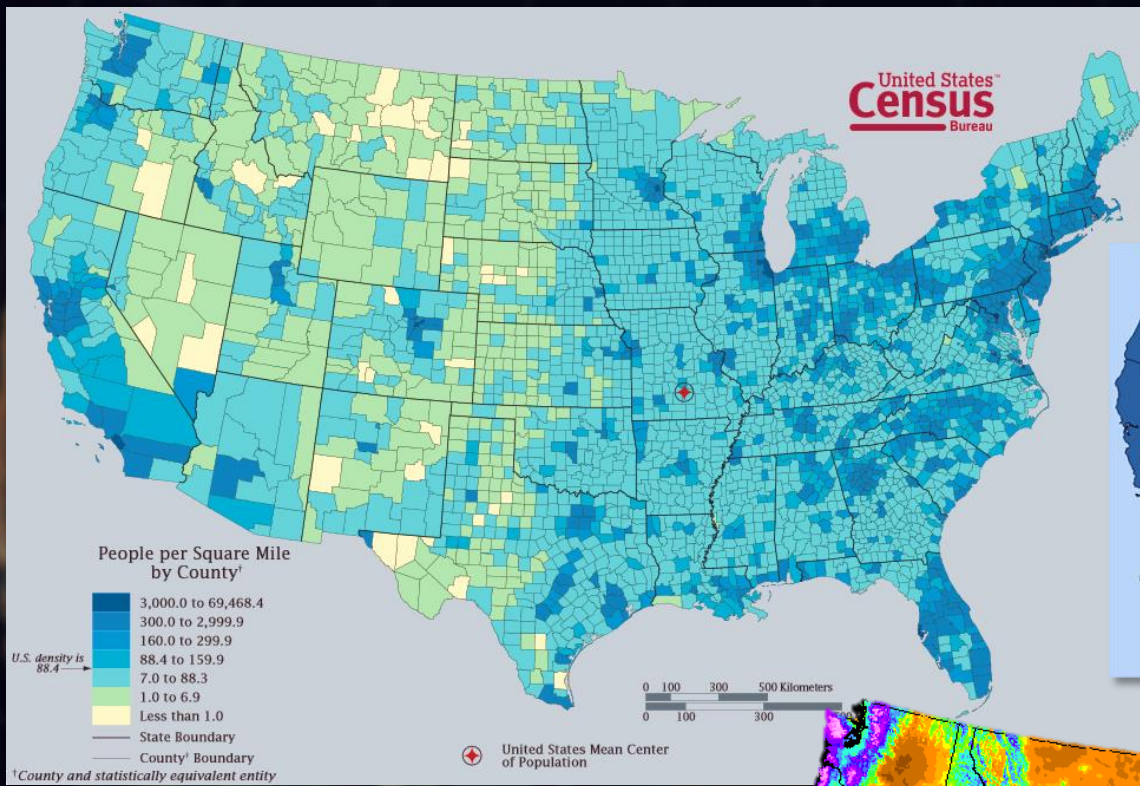 United States™
Census
Bureau
People per Square Mile
by County†
3,000.0 to 69,468.4
300.0 to 2,999.9
160.0 to 299.9
88.4 to 159.9
7.0 to 88.3
1.0 to 6.9
Less than 1.0
U.S. density is
88.4
State Boundary
County† Boundary
†County and statistically equivalent entity
0 100 300 500 Kilometers
0 100 300
United States Mean Center
of Population